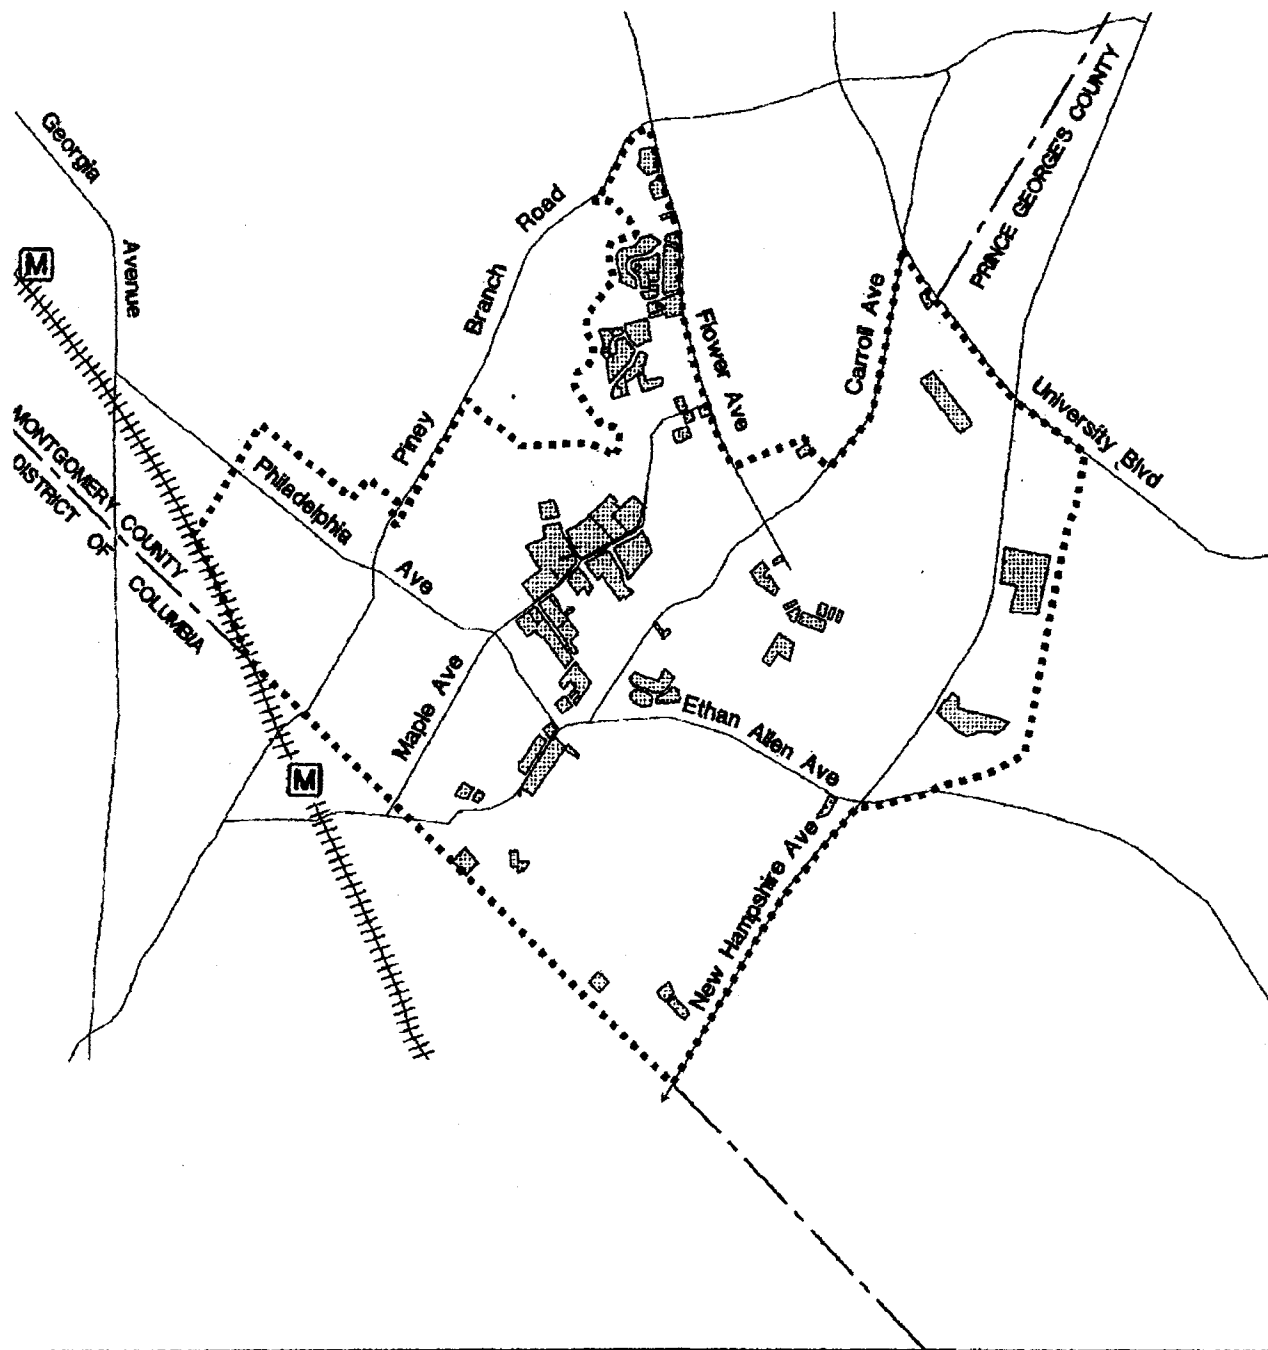 Georgia
Avenue
M
PRINCE GEORGE'S COUNTY
Piney Branch Road
Flower Ave
Carroll Ave
University Blvd
MONTGOMERY COUNTY
DISTRICT OF COLUMBIA
Philadelphia Ave
Maple Ave
Ethan Allen Ave
M
New Hampshire Ave